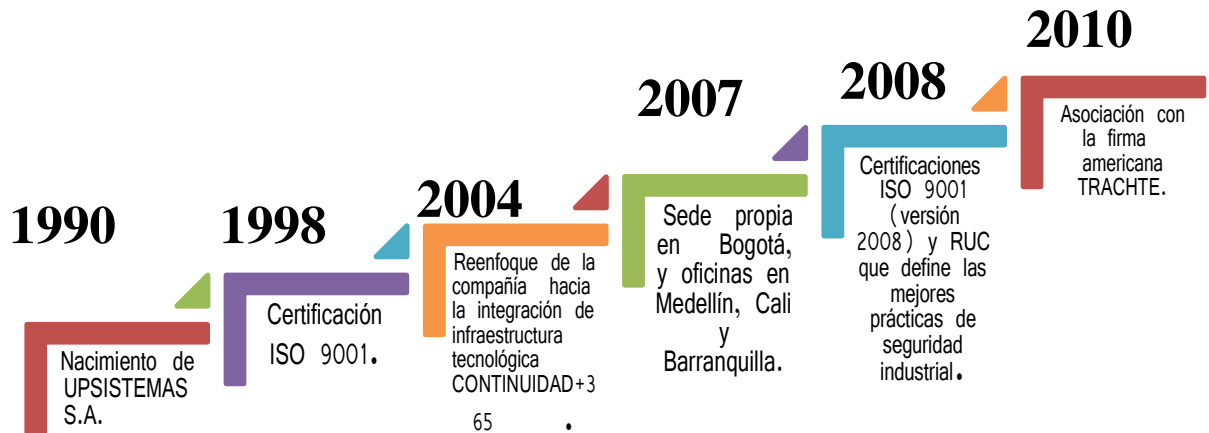 1990
Nacimiento de
UPSISTEMAS
S.A.
1998
Certificación
ISO 9001.
2004
Reenfoque de la
compañía hacia
la integración de
infraestructura
tecnológica
CONTINUIDAD+3
65 .
2007
Sede propia
en Bogotá,
y oficinas en
Medellín, Cali
y
Barranquilla.
2008
Certificaciones
ISO 9001
(versión
2008) y RUC
que define las
mejores
prácticas de
seguridad
industrial.
2010
Asociación con
la firma
americana
TRACHTE.